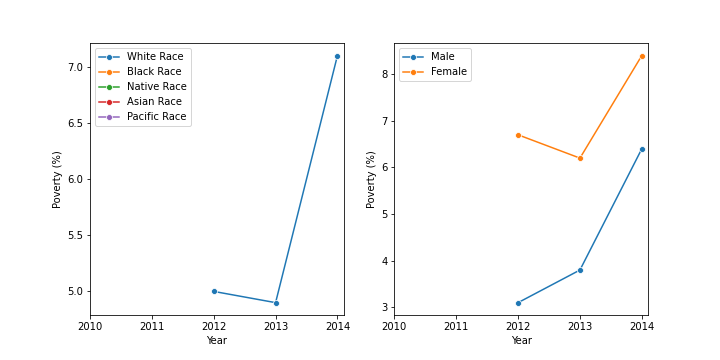 White Race
Black Race
Native Race
Asian Race
Pacific Race
7.0
6.5
6.0
5.5
5.0
Poverty (%)
2010 2011 2012 2013 2014
Year
Male
Female
8
7
6
5
4
3
Poverty (%)
2010 2011 2012 2013 2014
Year